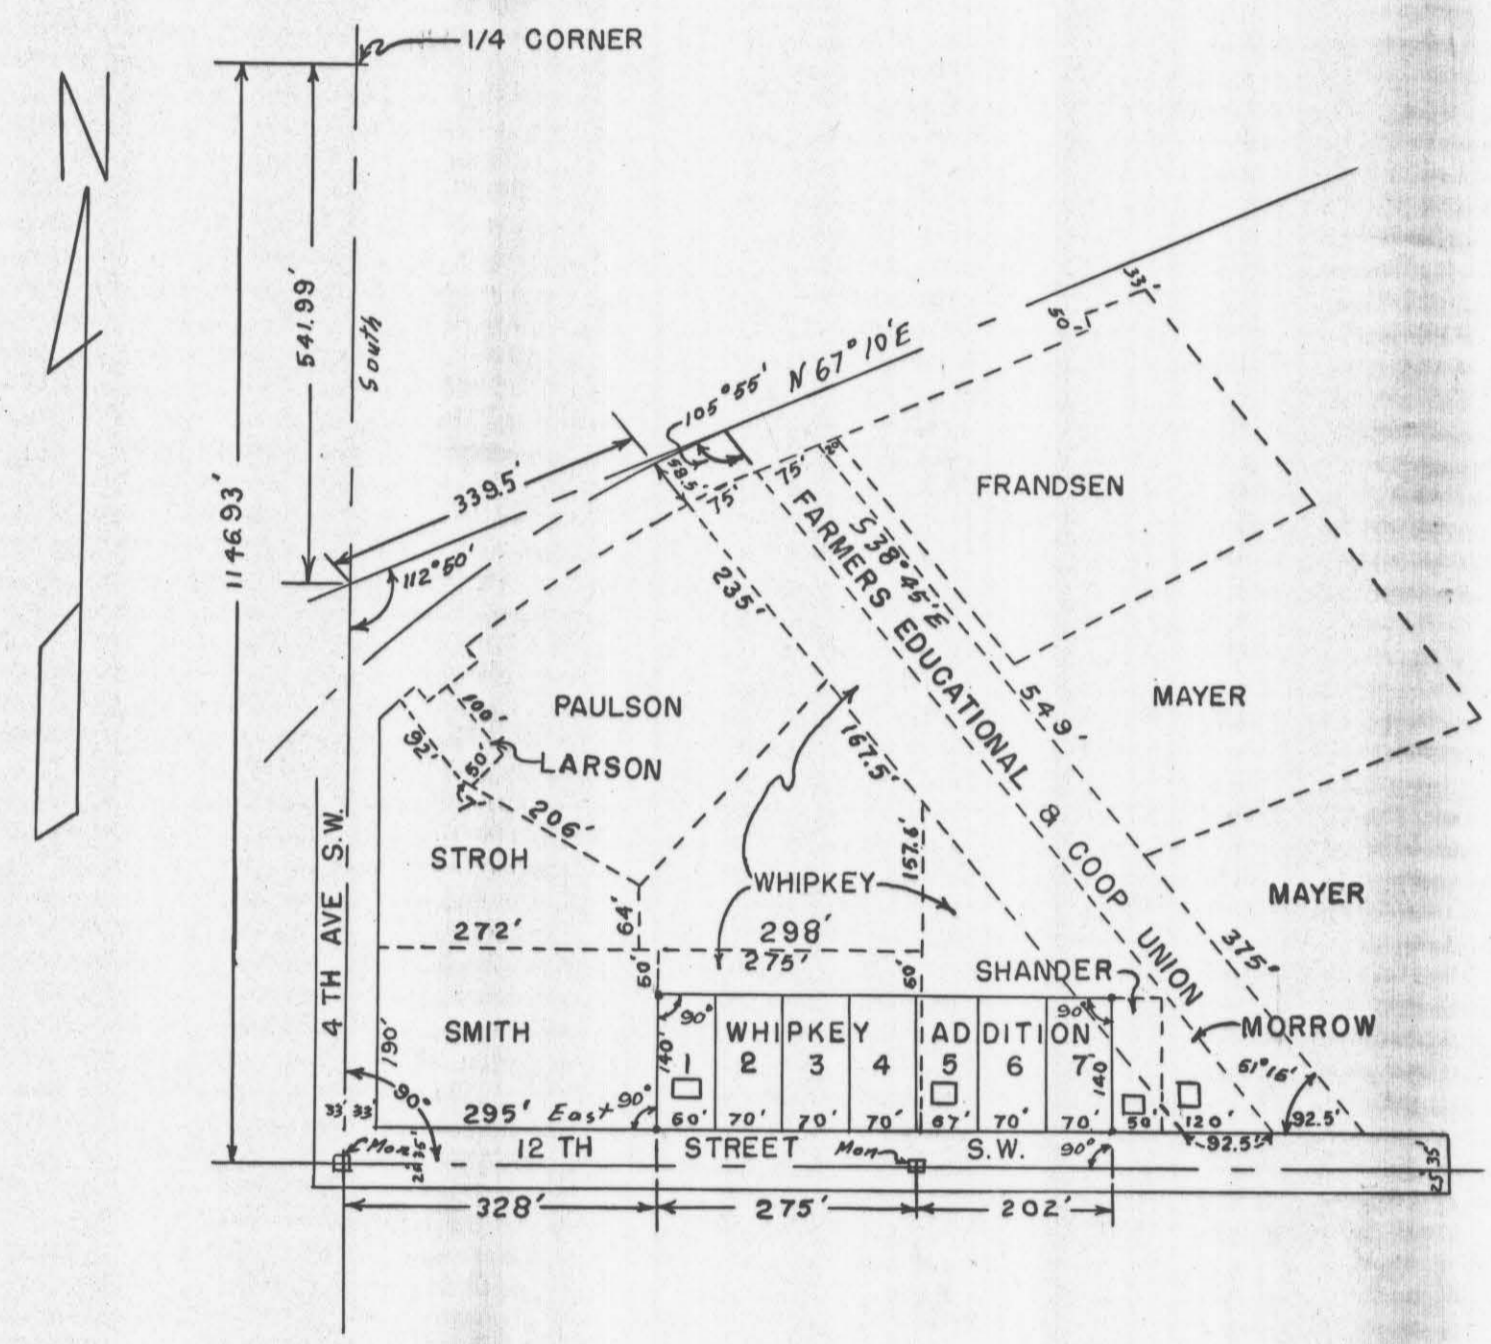 N
1/4 CORNER
541.99'
South
1146.93'
339.5'
112°50'
105°55'
N 67°10'E
33'
50'
58.5'
75'
75'
FARMERS EDUCATIONAL & COOP UNION
S 38°45'E
FRANDSEN
235'
549'
MAYER
PAULSON
100'
LARSON
92'
50'
206'
167.5'
STROH
WHIPKEY
157.6'
MAYER
64'
272'
298'
275'
375'
50'
60'
SHANDER
4 TH AVE S.W.
SMITH
190'
90°
WHIPKEY ADDITION
90°
MORROW
140'
1 2 3 4 5 6 7
140
51°15'
90°
33' 33'
295' East 90°
60' 70' 70' 70' 67' 70' 70' 50' 120' 92.5'
92.5'
Mon.
12 TH STREET S.W.
Mon
90°
35'
25'
328' 275' 202'